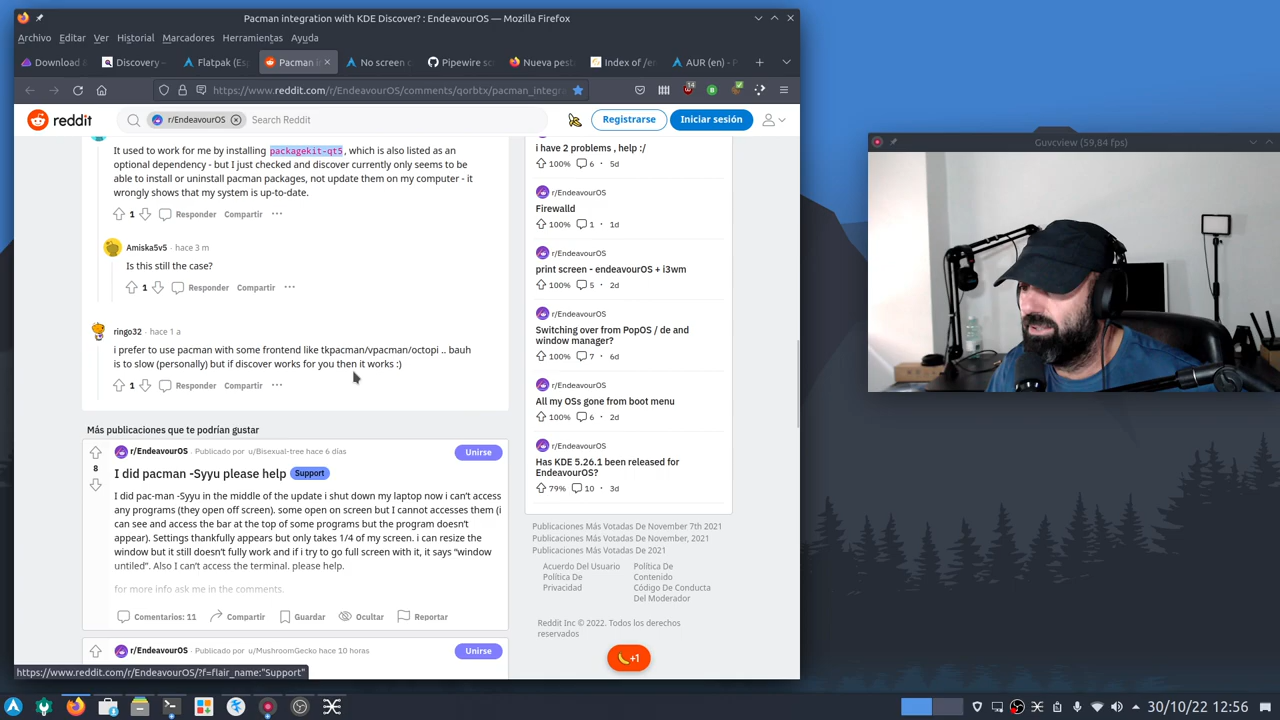 Pacman integration with KDE Discover? : EndeavourOS — Mozilla Firefox
Archivo Editar Ver Historial Marcadores Herramientas Ayuda
Download Discovery – Flatpak (Es Pacman in No screen c Pipewire sc Nueva pest Index of /en AUR (en) - P
https://www.reddit.com/r/EndeavourOS/comments/qorbtx/pacman_integra
14
reddit r/EndeavourOS Search Reddit Registrarse Iniciar sesión
It used to work for me by installing packagekit-qt5, which is also listed as an
optional dependency - but I just checked and discover currently only seems to be
able to install or uninstall pacman packages, not update them on my computer - it
wrongly shows that my system is up-to-date.
1 Responder Compartir ···
Amiska5v5 · hace 3 m
Is this still the case?
1 Responder Compartir ···
ringo32 · hace 1 a
i prefer to use pacman with some frontend like tkpacman/vpacman/octopi .. bauh
is to slow (personally) but if discover works for you then it works :)
1 Responder Compartir ···
Más publicaciones que te podrían gustar
r/EndeavourOS · Publicado por u/Bisexual-tree hace 6 días Unirse
8
I did pacman -Syyu please help Support
I did pac-man -Syyu in the middle of the update i shut down my laptop now i can't access
any programs (they open off screen). some open on screen but I cannot accesses them (i
can see and access the bar at the top of some programs but the program doesn't
appear). Settings thankfully appears but only takes 1/4 of my screen. i can resize the
window but it still doesn't fully work and if i try to go full screen with it, it says "window
untiled". Also I can't access the terminal. please help.
for more info ask me in the comments.
Comentarios: 11 Compartir Guardar Ocultar Reportar
r/EndeavourOS · Publicado por u/MushroomGecko hace 10 horas Unirse
i have 2 problems , help :/
100% 6 · 5d
r/EndeavourOS
Firewalld
100% 1 · 1d
r/EndeavourOS
print screen - endeavourOS + i3wm
100% 5 · 2d
r/EndeavourOS
Switching over from PopOS / de and
window manager?
100% 7 · 6d
r/EndeavourOS
All my OSs gone from boot menu
100% 6 · 2d
r/EndeavourOS
Has KDE 5.26.1 been released for
EndeavourOS?
79% 10 · 3d
Publicaciones Más Votadas De November 7th 2021
Publicaciones Más Votadas De November, 2021
Publicaciones Más Votadas De 2021
Acuerdo Del Usuario
Política De
Privacidad
Política De
Contenido
Código De Conducta
Del Moderador
Reddit Inc © 2022. Todos los derechos
reservados
+1
https://www.reddit.com/r/EndeavourOS/?f=flair_name:"Support"
Guvcview (59,84 fps)
30/10/22 12:56